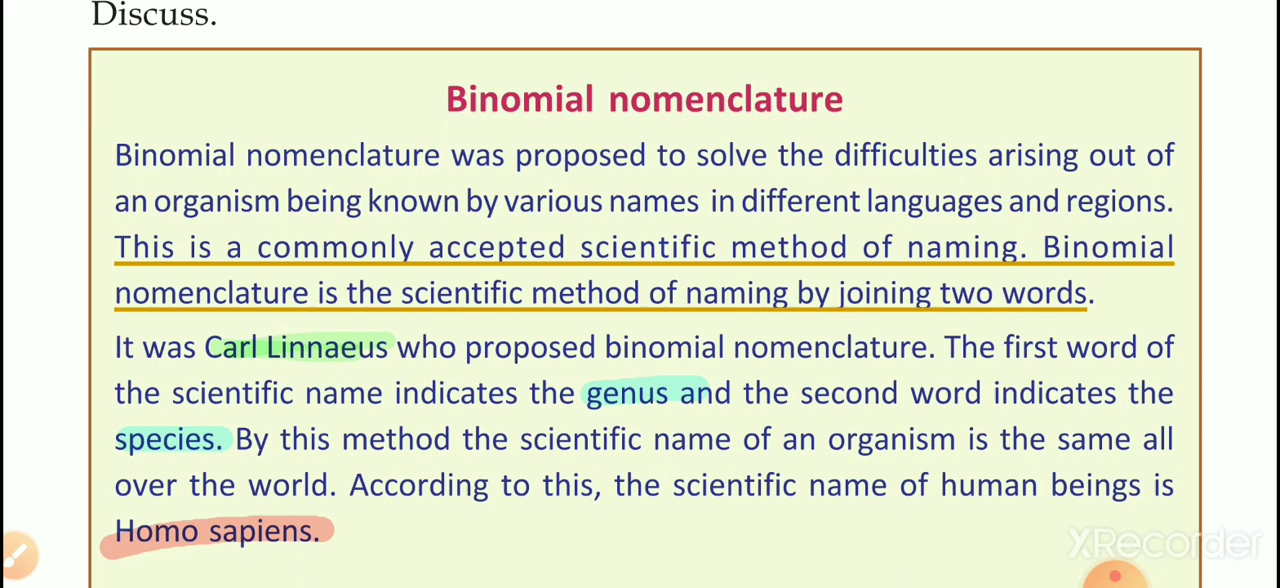 Discuss.
Binomial nomenclature
Binomial nomenclature was proposed to solve the difficulties arising out of
an organism being known by various names in different languages and regions.
This is a commonly accepted scientific method of naming. Binomial
nomenclature is the scientific method of naming by joining two words.
It was Carl Linnaeus who proposed binomial nomenclature. The first word of
the scientific name indicates the genus and the second word indicates the
species. By this method the scientific name of an organism is the same all
over the world. According to this, the scientific name of human beings is
Homo sapiens.
XRecorder